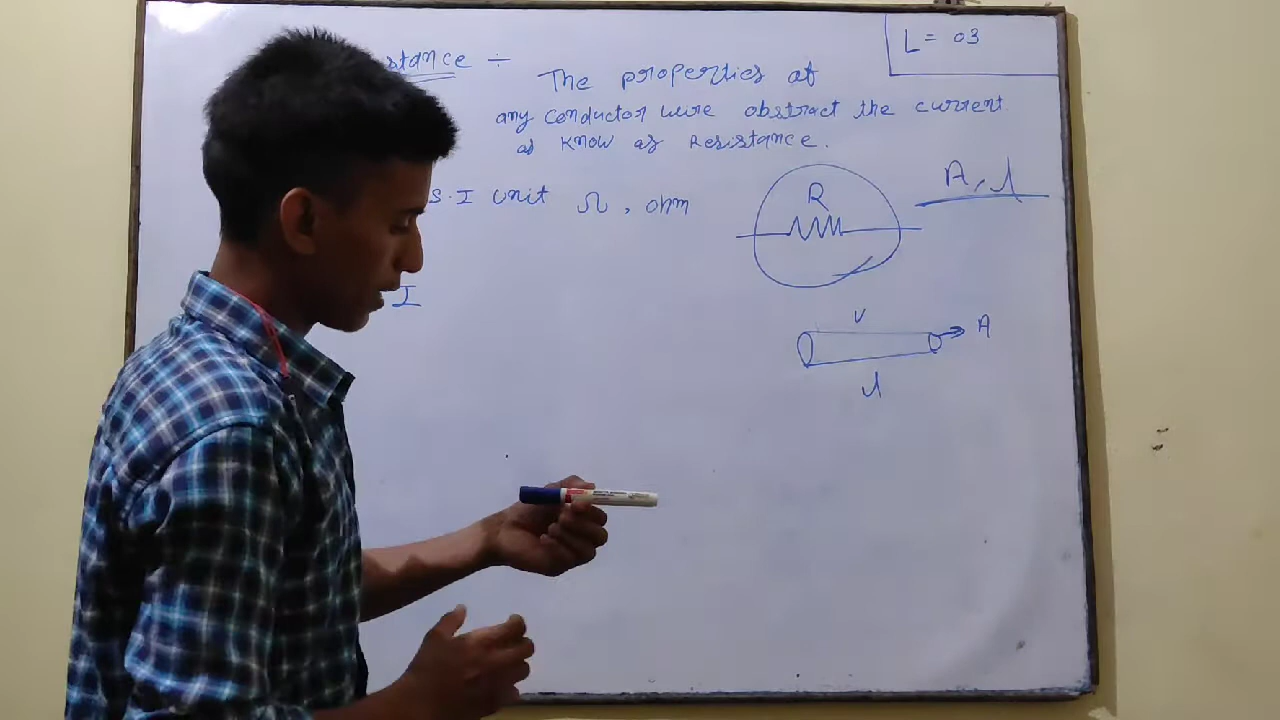 L = 03
stance ÷
The properties at
any conductor wire obstract the current
as know as Resistance.
S.I unit Ω, ohm
R
A, l
I
V
A
l